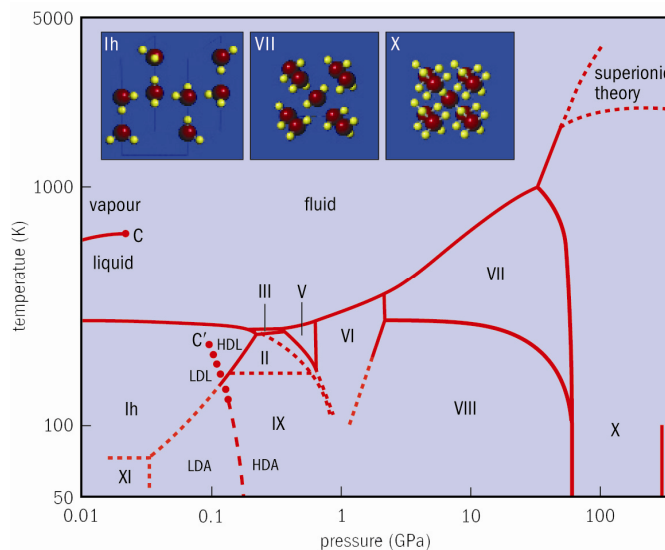 5000
Ih
VII
X
superionic
theory
1000
vapour
fluid
C
liquid
VII
III
V
C′
HDL
II
VI
LDL
Ih
IX
VIII
100
X
XI
LDA
HDA
50
0.01
0.1
1
10
100
temperatue (K)
pressure (GPa)